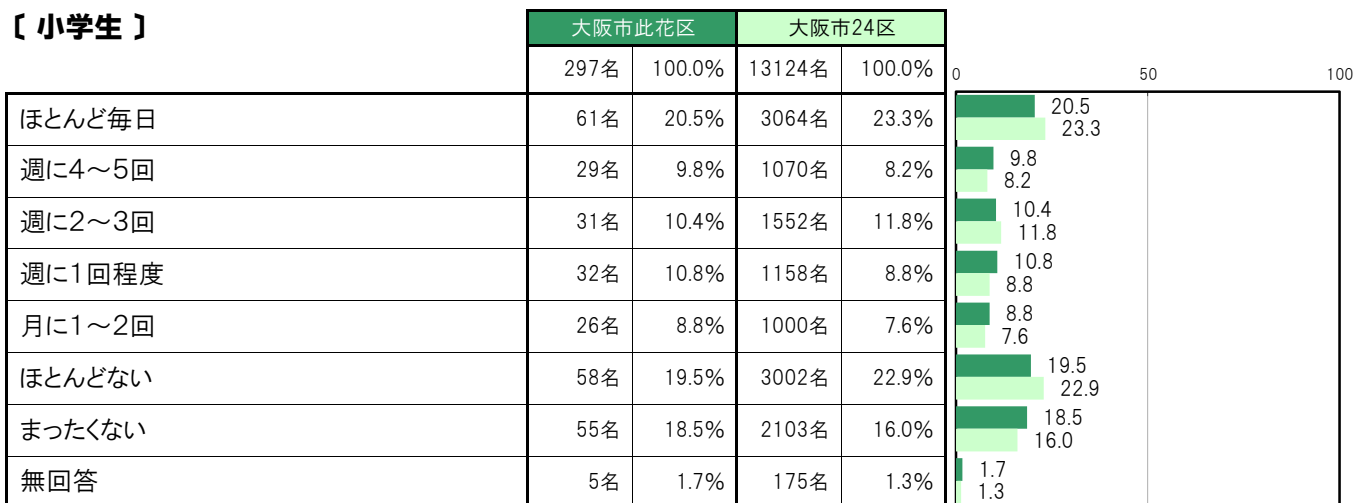 〔 小学生 〕
大阪市此花区 大阪市24区
297名 100.0% 13124名 100.0%
0 50 100
ほとんど毎日 61名 20.5% 3064名 23.3%
20.5
23.3
週に4～5回 29名 9.8% 1070名 8.2%
9.8
8.2
週に2～3回 31名 10.4% 1552名 11.8%
10.4
11.8
週に1回程度 32名 10.8% 1158名 8.8%
10.8
8.8
月に1～2回 26名 8.8% 1000名 7.6%
8.8
7.6
ほとんどない 58名 19.5% 3002名 22.9%
19.5
22.9
まったくない 55名 18.5% 2103名 16.0%
18.5
16.0
無回答 5名 1.7% 175名 1.3%
1.7
1.3